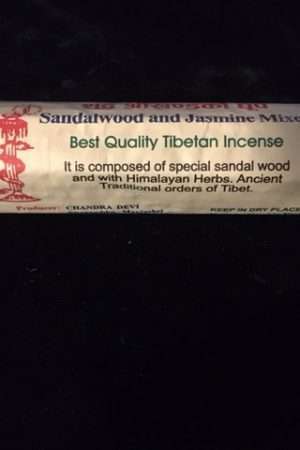 Sandalwood and Jasmine Mixe
Best Quality Tibetan Incense
It is composed of special sandal wood
and with Himalayan Herbs. Ancient
Traditional orders of Tibet.
Producer: CHANDRA DEVI
KEEP IN DRY PLACE